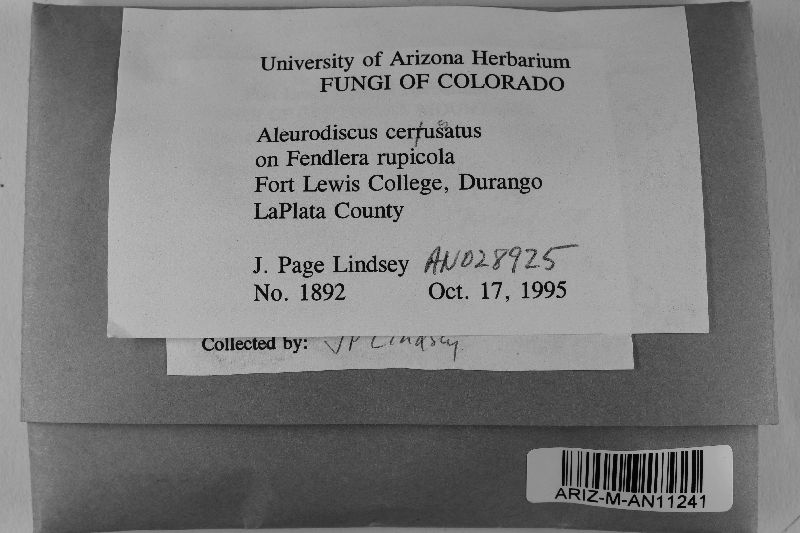 University of Arizona Herbarium
FUNGI OF COLORADO
Aleurodiscus cerrusatus
on Fendlera rupicola
Fort Lewis College, Durango
LaPlata County
J. Page Lindsey AN028925
No. 1892 Oct. 17, 1995
Collected by: JP Lindsey
ARIZ-M-AN11241